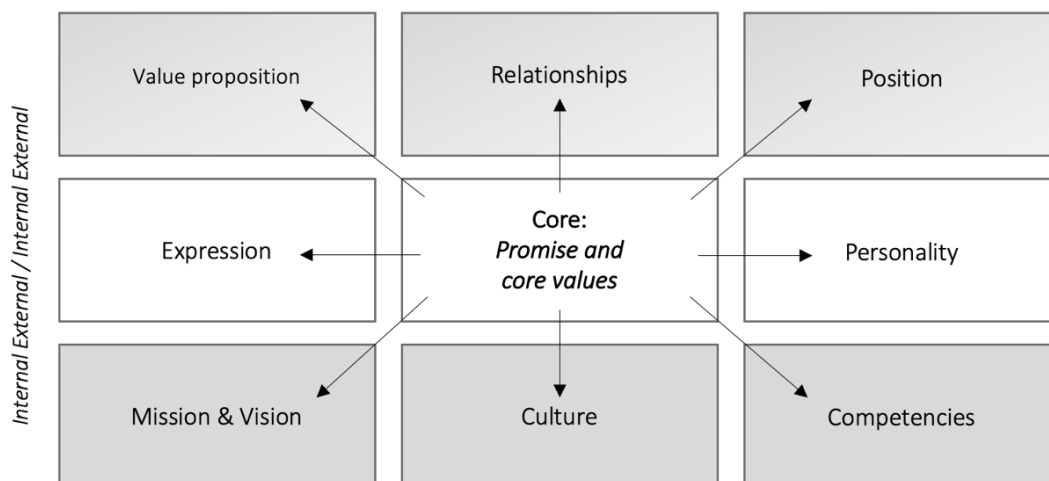 Value proposition
Relationships
Position
Internal External / Internal External
Expression
Core:
Promise and
core values
Personality
Mission & Vision
Culture
Competencies